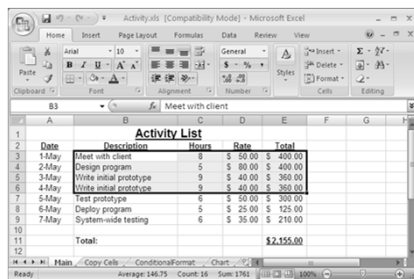 Activity.xls [Compatibility Mode] - Microsoft Excel
Home Insert Page Layout Formulas Data Review View
Paste Arial 10 General Styles Insert Delete Format
Clipboard Font Alignment Number Cells Editing
B3 fx Meet with client
A B C D E F G H
1 Activity List
2 Date Description Hours Rate Total
3 1-May Meet with client 8 $ 50.00 $ 400.00
4 2-May Design program 5 $ 80.00 $ 400.00
5 3-May Write initial prototype 9 $ 40.00 $ 360.00
6 4-May Write initial prototype 9 $ 40.00 $ 360.00
7 5-May Test prototype 6 $ 50.00 $ 300.00
8 6-May Deploy program 5 $ 25.00 $ 125.00
9 7-May System-wide testing 6 $ 35.00 $ 210.00
10
11 Total: $2,155.00
12
Main Copy Cells ConditionalFormat Chart
Ready Average: 146.75 Count: 16 Sum: 1761 100%